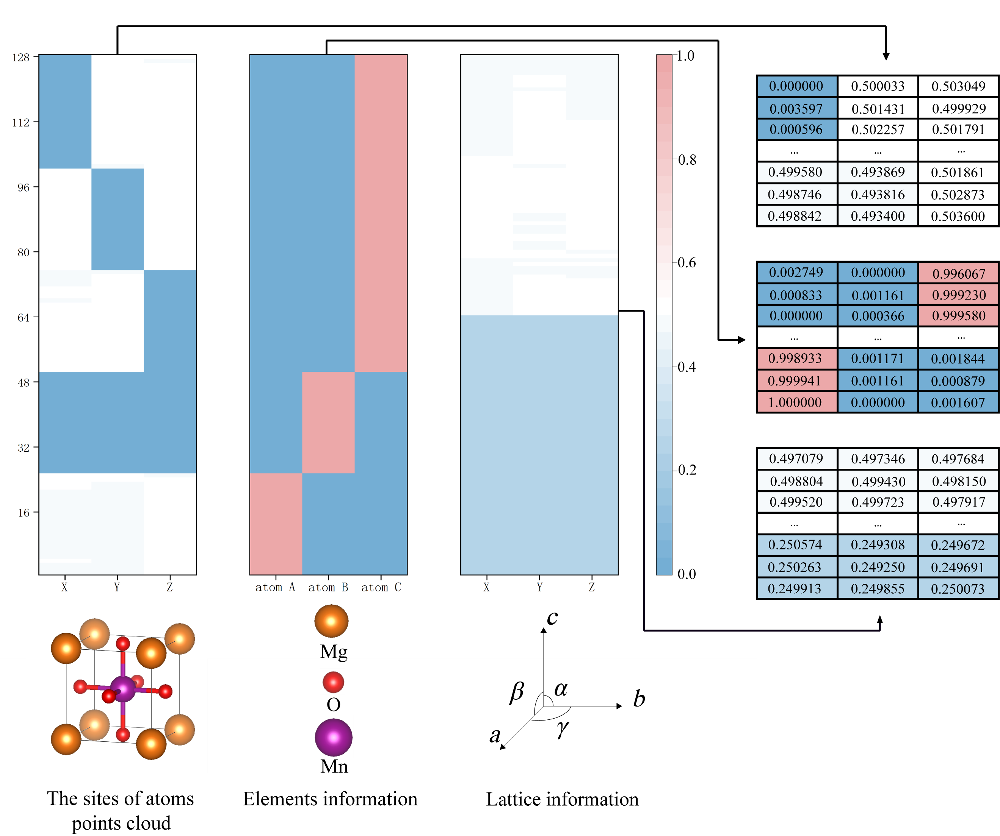 128
112
96
80
64
48
32
16
X Y Z
atom A atom B atom C
X Y Z
1.0
0.8
0.6
0.4
0.2
0.0
0.000000 0.500033 0.503049
0.003597 0.501431 0.499929
0.000596 0.502257 0.501791
... ... ...
0.499580 0.493869 0.501861
0.498746 0.493816 0.502873
0.498842 0.493400 0.503600
0.002749 0.000000 0.996067
0.000833 0.001161 0.999230
0.000000 0.000366 0.999580
... ... ...
0.998933 0.001171 0.001844
0.999941 0.001161 0.000879
1.000000 0.000000 0.001607
0.497079 0.497346 0.497684
0.498804 0.499430 0.498150
0.499520 0.499723 0.497917
... ... ...
0.250574 0.249308 0.249672
0.250263 0.249250 0.249691
0.249913 0.249855 0.250073
Mg
O
Mn
c
β α
b
a
γ
The sites of atoms
points cloud
Elements information
Lattice information